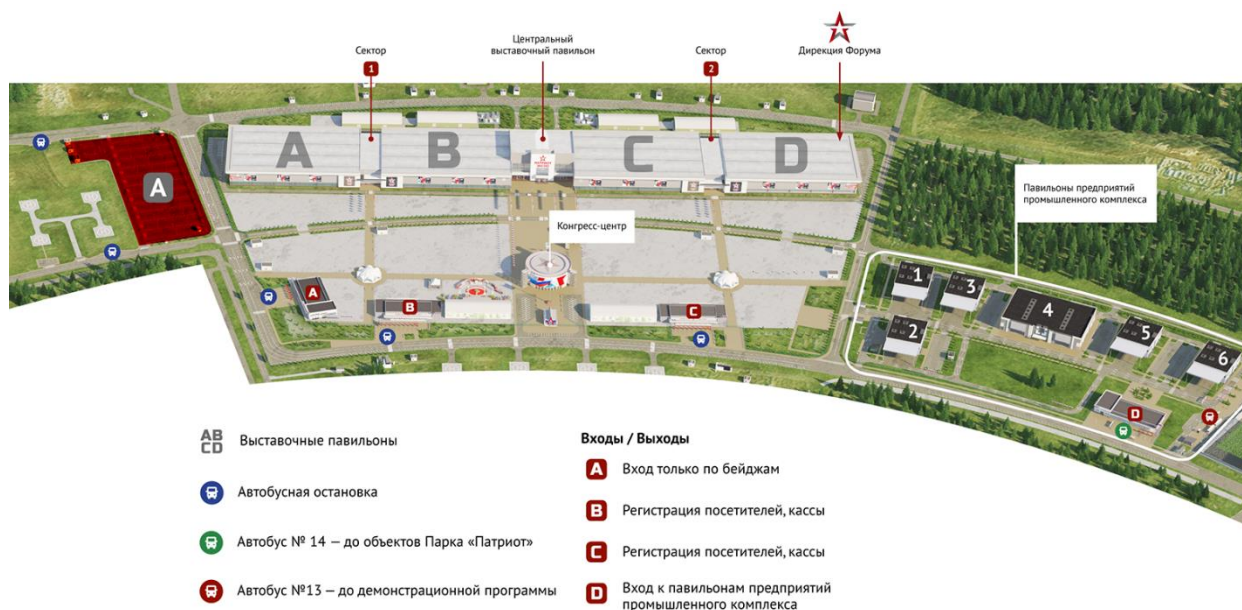 Сектор
1
Центральный
выставочный павильон
Сектор
2
Дирекция Форума
A
A
B
C
D
Павильоны предприятий
промышленного комплекса
Конгресс-центр
A
B
C
1
3
4
2
5
6
D
AB
CD
Выставочные павильоны
Автобусная остановка
Автобус № 14 — до объектов Парка «Патриот»
Автобус №13 — до демонстрационной программы
Входы / Выходы
A
Вход только по бейджам
B
Регистрация посетителей, кассы
C
Регистрация посетителей, кассы
D
Вход к павильонам предприятий
промышленного комплекса